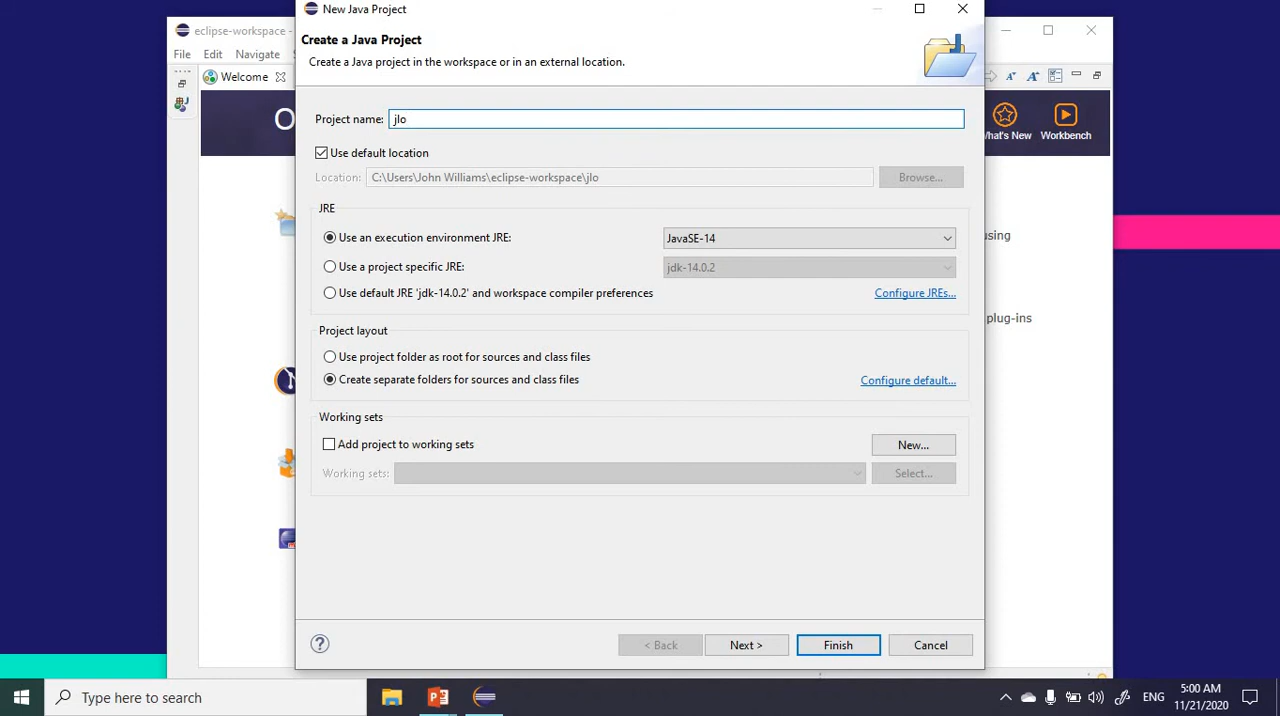 New Java Project
Create a Java Project
Create a Java project in the workspace or in an external location.
eclipse-workspace -
File Edit Navigate
Welcome
O
What's New Workbench
Project name: jlo
Use default location
Location: C:\Users\John Williams\eclipse-workspace\jlo Browse...
JRE
Use an execution environment JRE: JavaSE-14
Use a project specific JRE: jdk-14.0.2
Use default JRE 'jdk-14.0.2' and workspace compiler preferences Configure JREs...
using
plug-ins
Project layout
Use project folder as root for sources and class files
Create separate folders for sources and class files Configure default...
Working sets
Add project to working sets New...
Working sets: Select...
? < Back Next > Finish Cancel
Type here to search
ENG 5:00 AM
11/21/2020